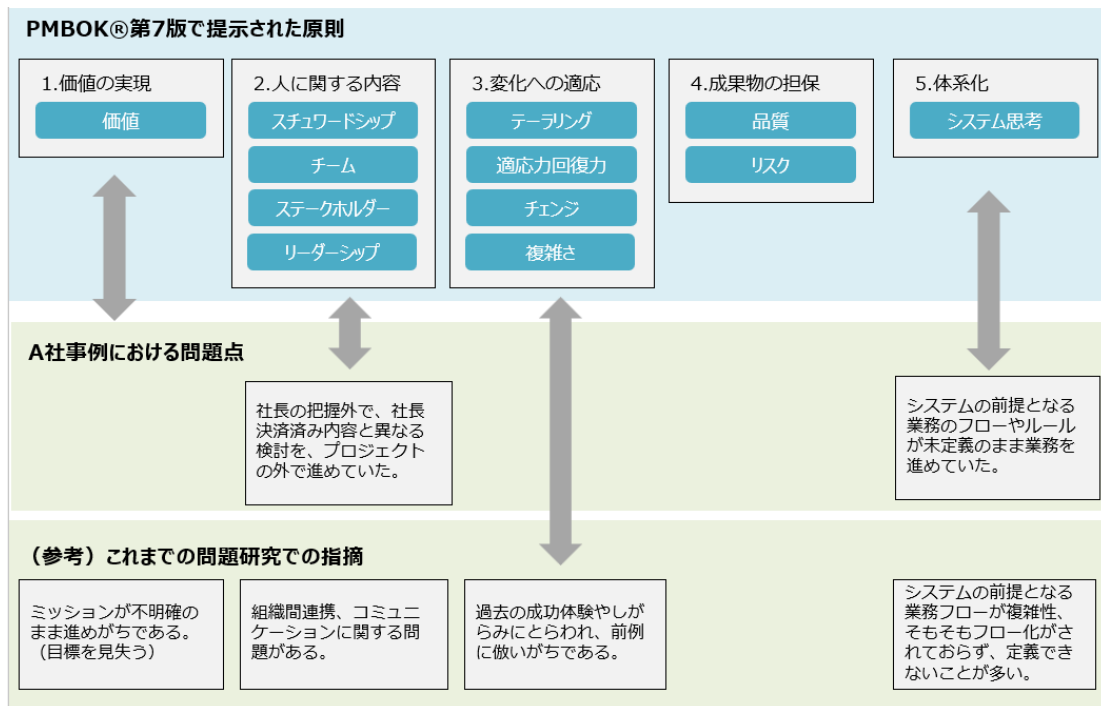 PMBOK®第7版で提示された原則
1.価値の実現
価値
2.人に関する内容
スチュワードシップ
チーム
ステークホルダー
リーダーシップ
3.変化への適応
テーラリング
適応力回復力
チェンジ
複雑さ
4.成果物の担保
品質
リスク
5.体系化
システム思考
A社事例における問題点
社長の把握外で、社長
決済済み内容と異なる
検討を、プロジェクト
の外で進めていた。
システムの前提となる
業務のフローやルール
が未定義のまま業務を
進めていた。
（参考）これまでの問題研究での指摘
ミッションが不明確の
まま進めがちである。
（目標を見失う）
組織間連携、コミュニ
ケーションに関する問
題がある。
過去の成功体験やしが
らみにとらわれ、前例
に倣いがちである。
システムの前提となる
業務フローが複雑性、
そもそもフロー化がさ
れておらず、定義でき
ないことが多い。